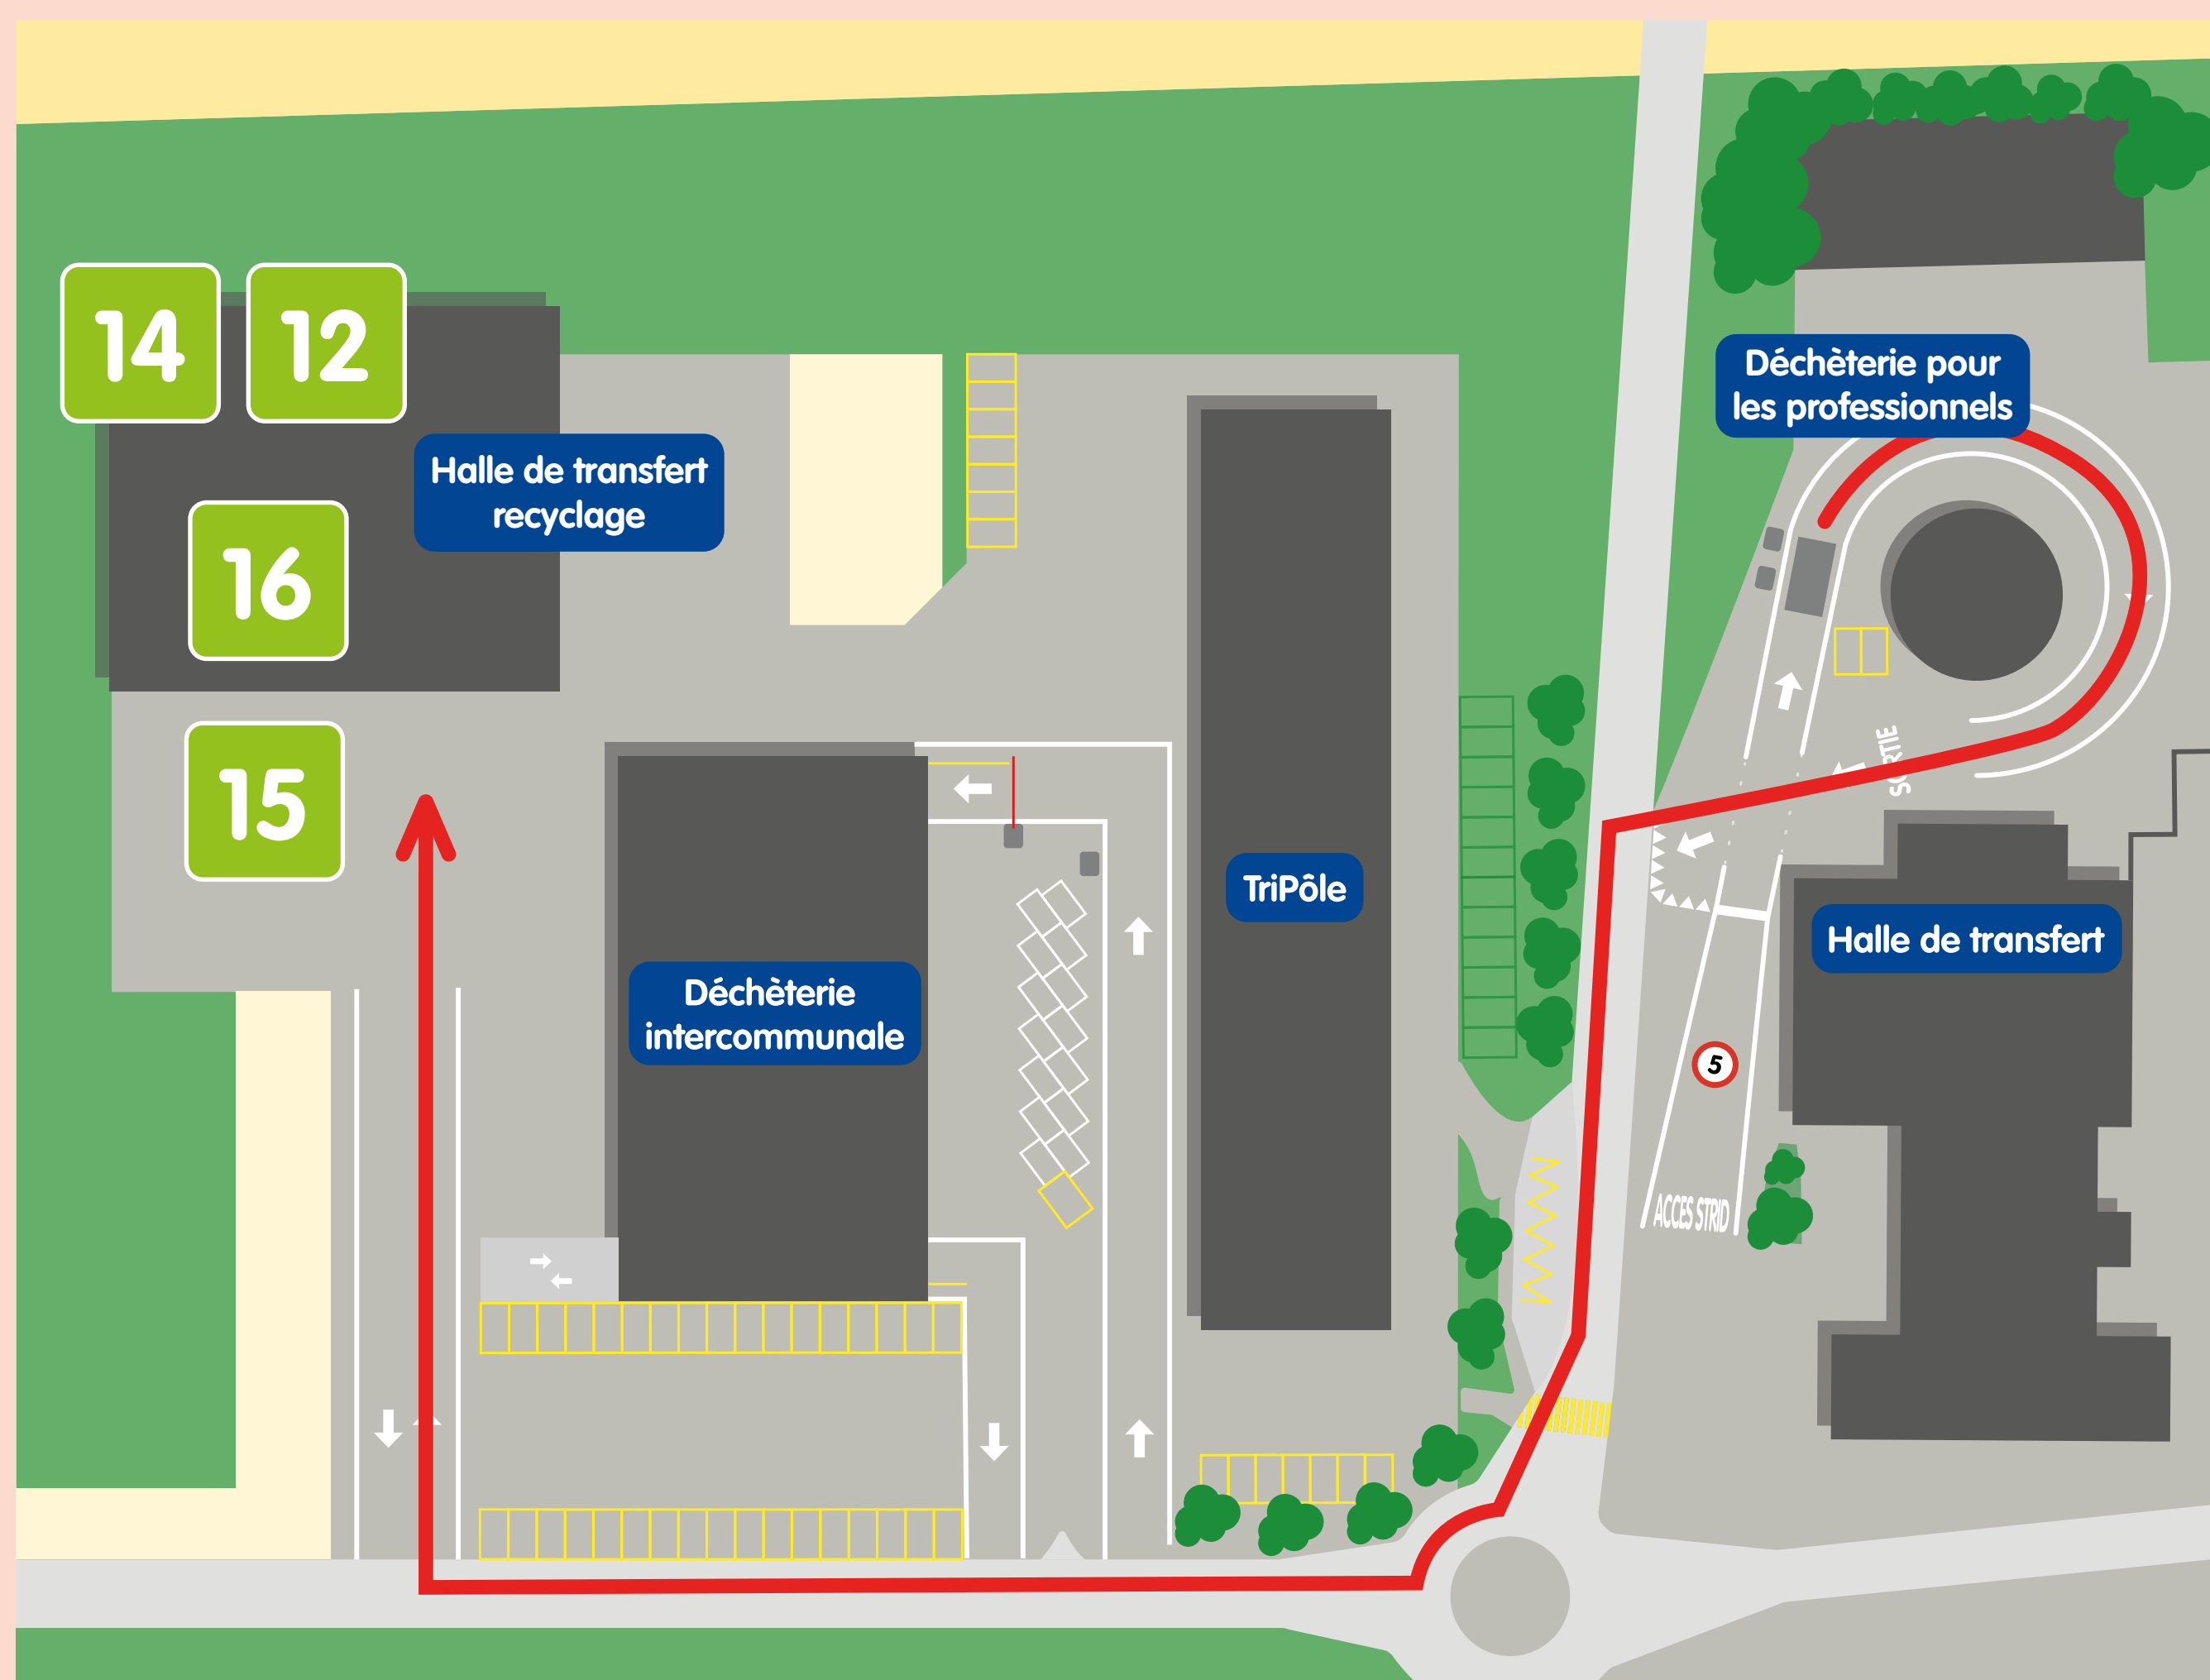 14
12
Déchèterie pour
les professionnels
Halle de transfert
recyclage
16
15
SORTIE
TriPôle
Halle de transfert
Déchèterie
intercommunale
5
ACCES STRID